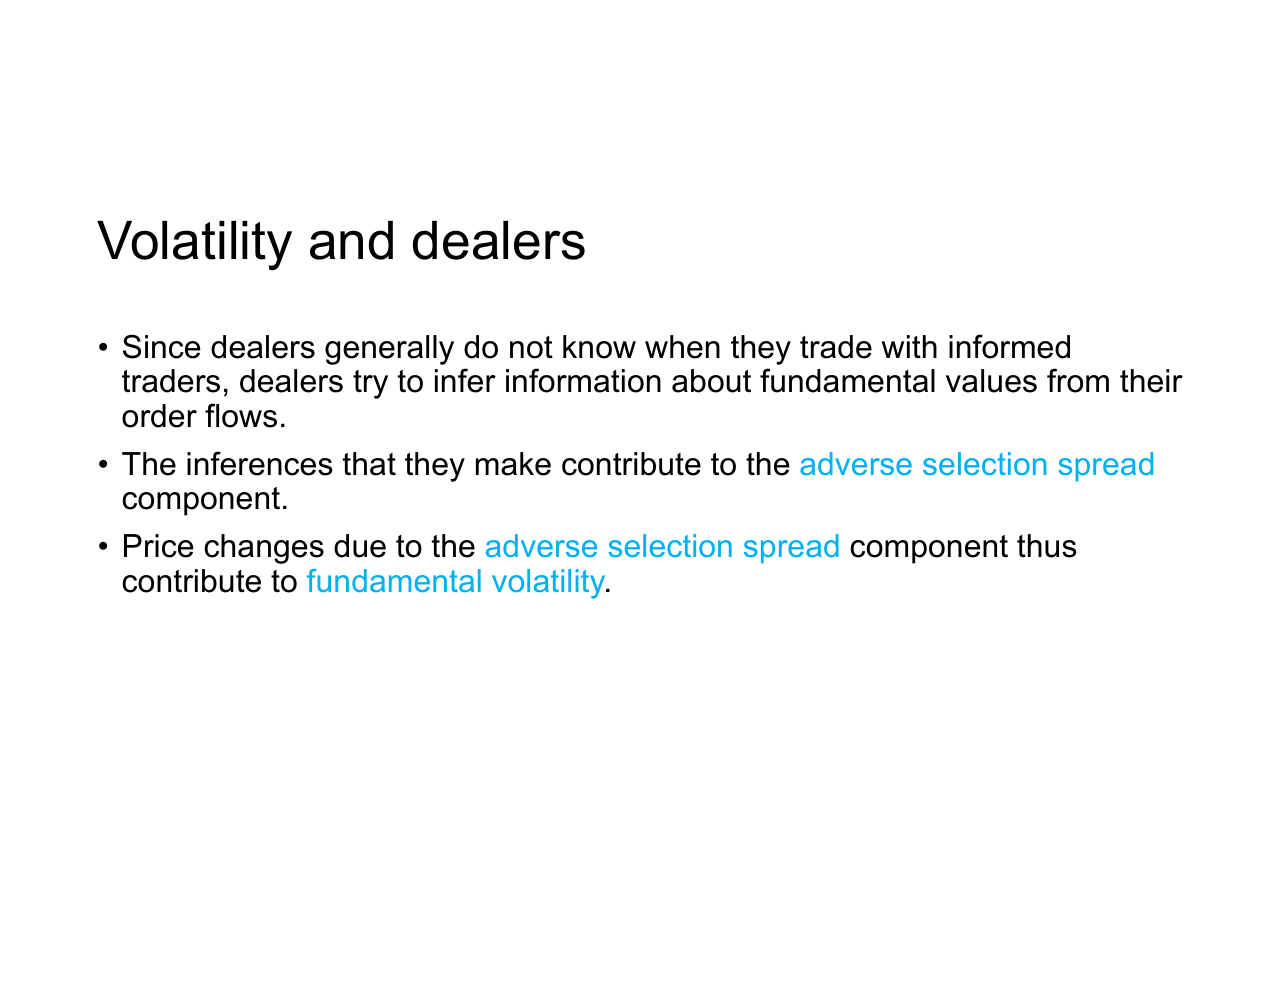 Volatility and dealers
• Since dealers generally do not know when they trade with informed
traders, dealers try to infer information about fundamental values from their
order flows.
• The inferences that they make contribute to the adverse selection spread
component.
• Price changes due to the adverse selection spread component thus
contribute to fundamental volatility.